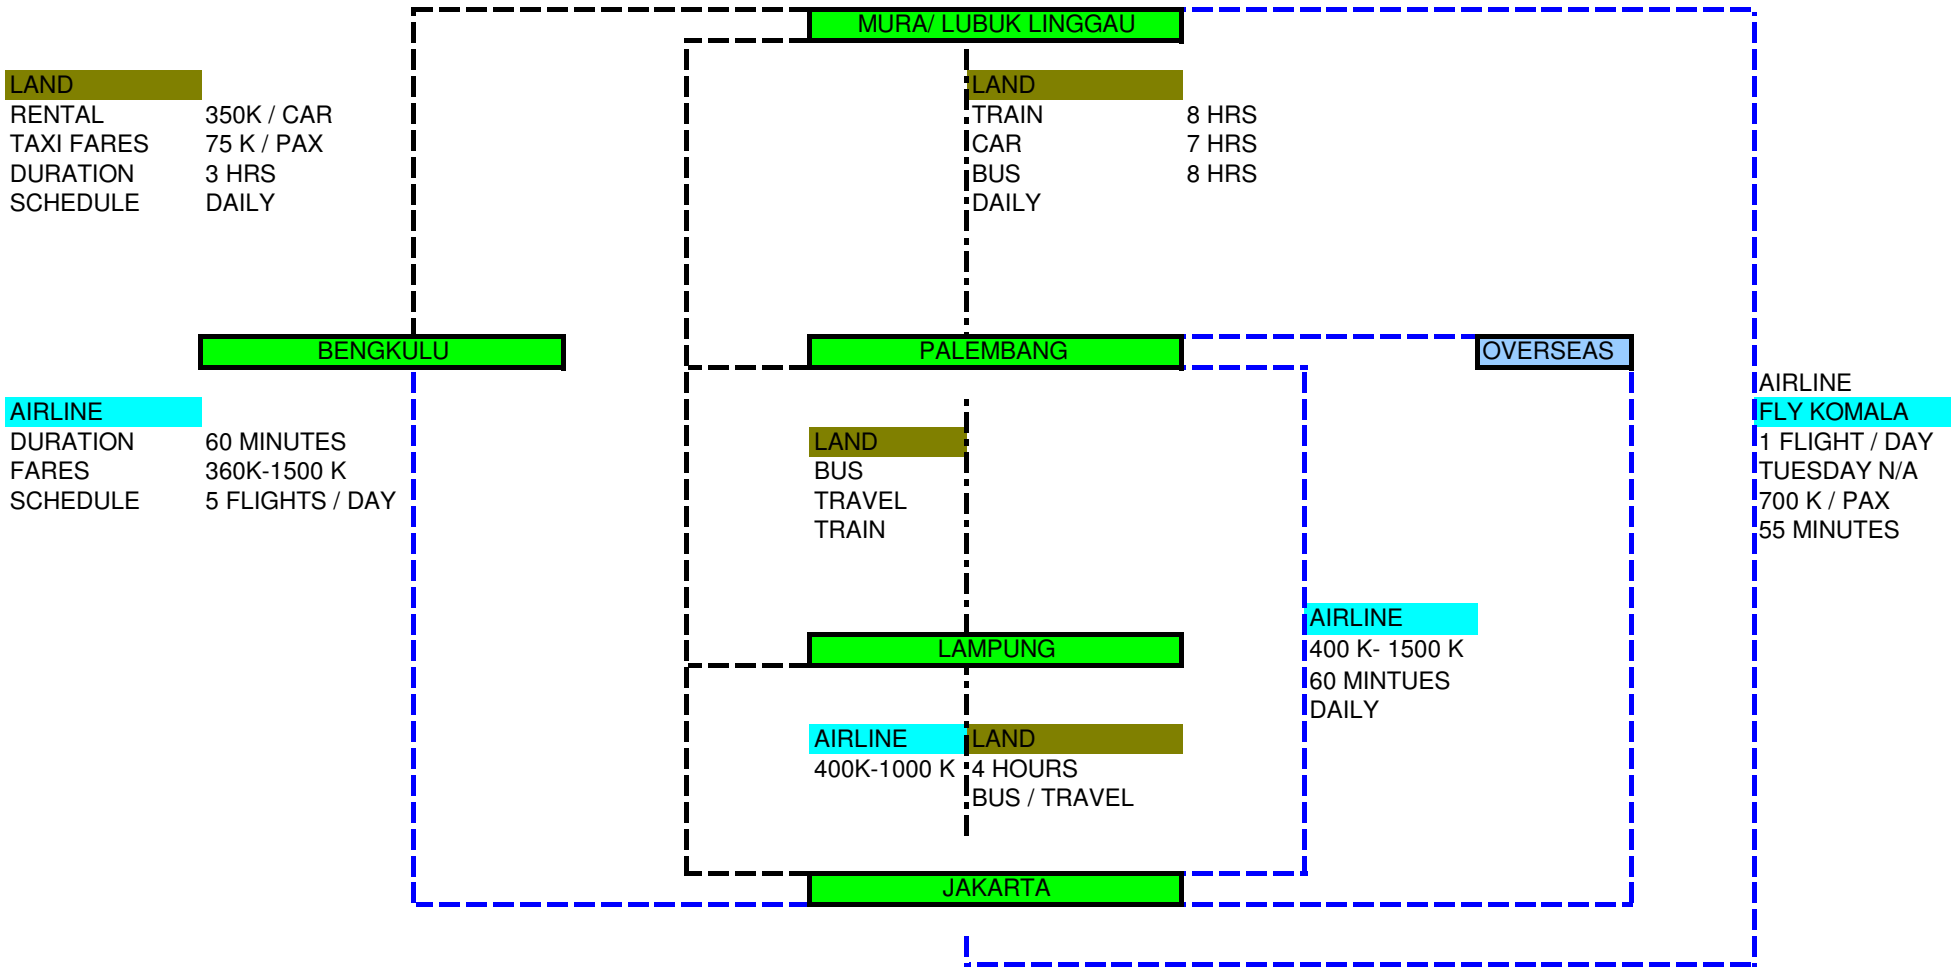 MURA/ LUBUK LINGGAU
LAND
RENTAL 350K / CAR
TAXI FARES 75 K / PAX
DURATION 3 HRS
SCHEDULE DAILY
LAND
TRAIN 8 HRS
CAR 7 HRS
BUS 8 HRS
DAILY
BENGKULU
PALEMBANG
OVERSEAS
AIRLINE
DURATION 60 MINUTES
FARES 360K-1500 K
SCHEDULE 5 FLIGHTS / DAY
LAND
BUS
TRAVEL
TRAIN
AIRLINE
FLY KOMALA
1 FLIGHT / DAY
TUESDAY N/A
700 K / PAX
55 MINUTES
LAMPUNG
AIRLINE
400 K- 1500 K
60 MINTUES
DAILY
AIRLINE
400K-1000 K
LAND
4 HOURS
BUS / TRAVEL
JAKARTA